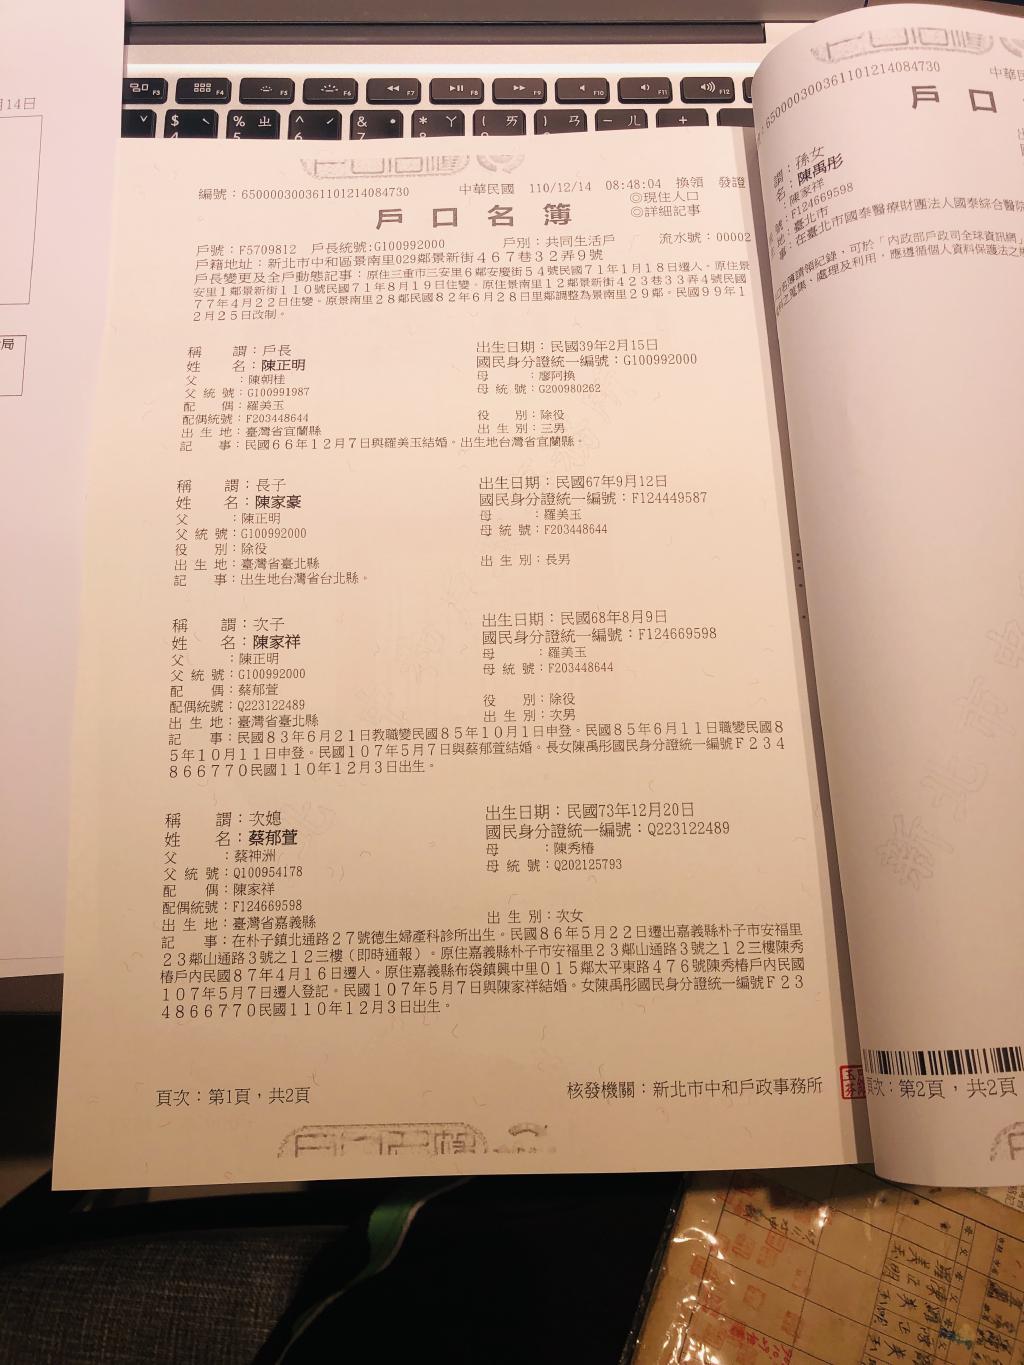 編號：65000030036110121408​4730
中華民國 110/12/14 08:48:04 換領 發證
戶口名簿
◎現住人口
◎詳細記事
戶號：F5709812 戶長統號:G100992000 戶別：共同生活戶 流水號：00002
戶籍地址：新北市中和區景南里029鄰景新街４６７巷３２弄９號
戶長變更及全戶動態記事：原住三重市三安里６鄰安慶街５４號民國７１年１月１８日遷入。原住景
安里１鄰景新街１１０號民國７１年８月１９日住變。原住景南里１２鄰景新街４２３巷３３弄４號民國
７７年４月２２日住變。原景南里２８鄰民國８２年６月２８日里鄰調整為景南里２９鄰。民國９９年１
２月２５日改制。
稱謂：戶長 出生日期：民國39年2月15日
姓名：陳正明 國民身分證統一編號：G100992000
父：陳朝桂 母：廖阿換
父統號：G100991987 母統號：G200980262
配偶：羅美玉
配偶統號：F203448644 役別：除役
出生地：臺灣省宜蘭縣 出生別：三男
記事：民國６６年１２月７日與羅美玉結婚。出生地台灣省宜蘭縣。
稱謂：長子 出生日期：民國67年9月12日
姓名：陳家豪 國民身分證統一編號：F124449587
父：陳正明 母：羅美玉
父統號：G100992000 母統號：F203448644
役別：除役
出生地：臺灣省臺北縣 出生別：長男
記事：出生地台灣省台北縣。
稱謂：次子 出生日期：民國68年8月9日
姓名：陳家祥 國民身分證統一編號：F124669598
父：陳正明 母：羅美玉
父統號：G100992000 母統號：F203448644
配偶：蔡郁萱
配偶統號：Q223122489 役別：除役
出生地：臺灣省臺北縣 出生別：次男
記事：民國８３年６月２１日教職變民國８５年１０月１日申登。民國８５年６月１１日職變民國８
５年１０月１１日申登。民國１０７年５月７日與蔡郁萱結婚。長女陳禹彤國民身分證統一編號Ｆ２３４
８６６７７０民國１１０年１２月３日出生。
稱謂：次媳 出生日期：民國73年12月20日
姓名：蔡郁萱 國民身分證統一編號：Q223122489
父：蔡神洲 母：陳秀椿
父統號：Q100954178 母統號：Q202125793
配偶：陳家祥
配偶統號：F124669598
出生地：臺灣省嘉義縣 出生別：次女
記事：在朴子鎮北通路２７號德生婦產科診所出生。民國８６年５月２２日遷出嘉義縣朴子市安福里
２３鄰山通路３號之１２三樓（即時通報）。原住嘉義縣朴子市安福里２３鄰山通路３號之１２三樓陳秀
椿戶內民國８７年４月１６日遷入。原住嘉義縣布袋鎮興中里０１５鄰太平東路４７６號陳秀椿戶內民國
１０７年５月７日遷入登記。民國１０７年５月７日與陳家祥結婚。女陳禹彤國民身分證統一編號Ｆ２３
４８６６７７０民國１１０年１２月３日出生。
頁次：第1頁，共2頁
核發機關：新北市中和戶政事務所
650000300361101214084730
戶口
孫女
陳禹彤
陳家祥
F124669598
臺北市
在臺北市國泰醫療財團法人國泰綜合醫院
請領紀錄，可於「內政部戶政司全球資訊網」
蒐集、處理及利用，應遵循個人資料保護法之
頁次：第2頁，共2頁
月14日
局